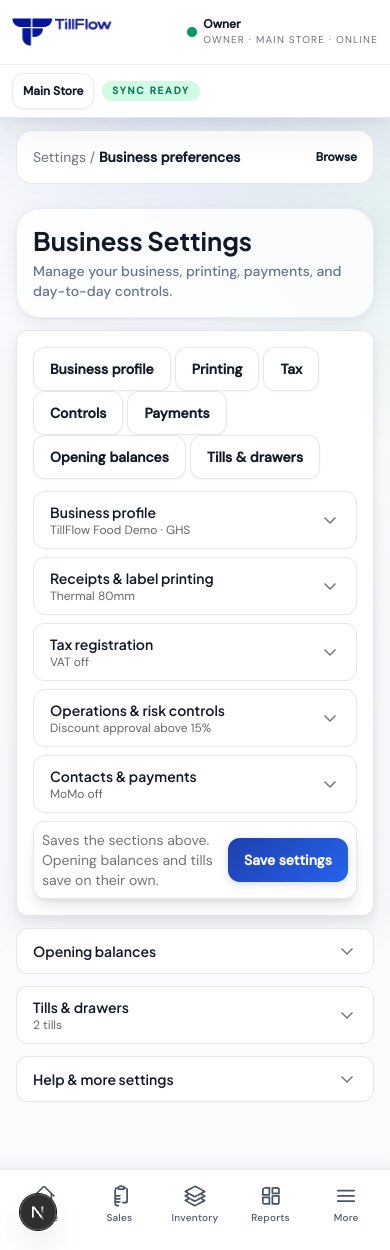 TillFlow
Owner
OWNER · MAIN STORE · ONLINE
Main Store
SYNC READY
Settings / Business preferences
Browse
Business Settings
Manage your business, printing, payments, and
day-to-day controls.
Business profile
Printing
Tax
Controls
Payments
Opening balances
Tills & drawers
Business profile
TillFlow Food Demo · GHS
Receipts & label printing
Thermal 80mm
Tax registration
VAT off
Operations & risk controls
Discount approval above 15%
Contacts & payments
MoMo off
Saves the sections above.
Opening balances and tills
save on their own.
Save settings
Opening balances
Tills & drawers
2 tills
Help & more settings
N
Sales
Inventory
Reports
More